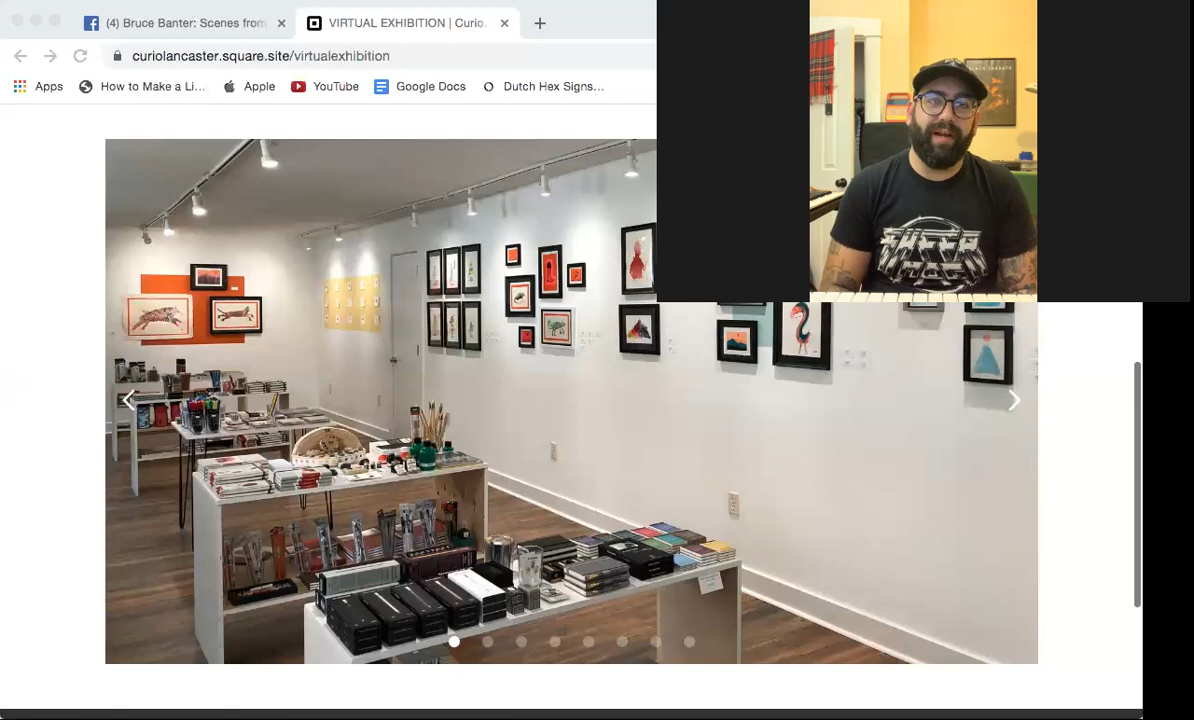 (4) Bruce Banter: Scenes from
VIRTUAL EXHIBITION | Curio.
curiolancaster.square.site/virtualexhibition
Apps
How to Make a Li...
Apple
YouTube
Google Docs
Dutch Hex Signs...